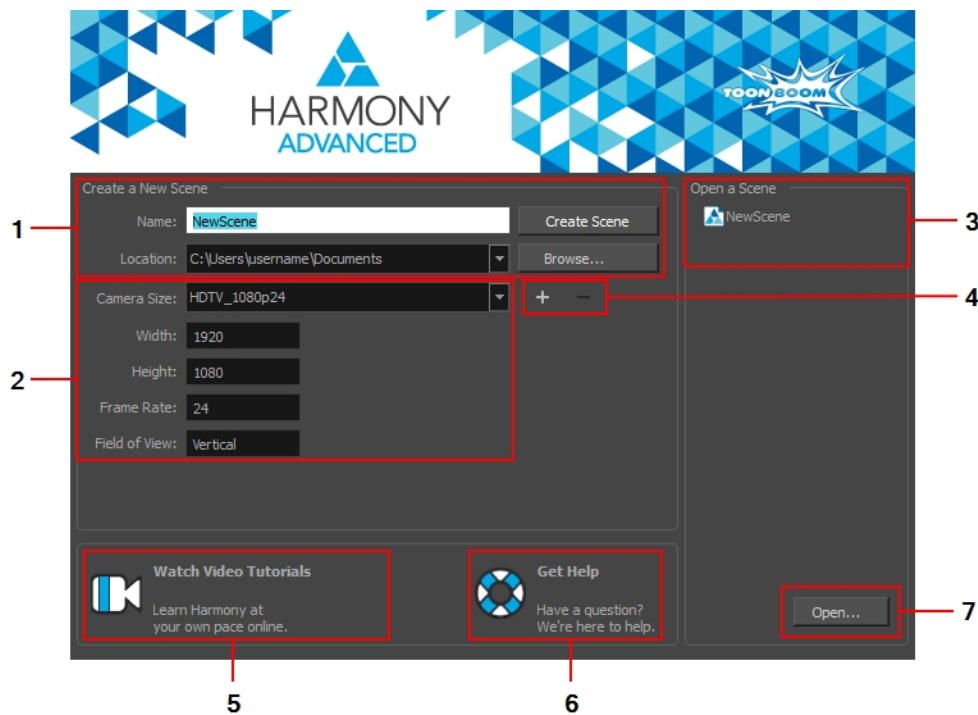 HARMONY
ADVANCED
TOON BOOM
Create a New Scene
Name: NewScene Create Scene
Location: C:\Users\username\Documents Browse...
Camera Size: HDTV_1080p24 + −
Width: 1920
Height: 1080
Frame Rate: 24
Field of View: Vertical
Open a Scene
NewScene
Watch Video Tutorials
Learn Harmony at
your own pace online.
Get Help
Have a question?
We're here to help.
Open...
1
2
3
4
5
6
7